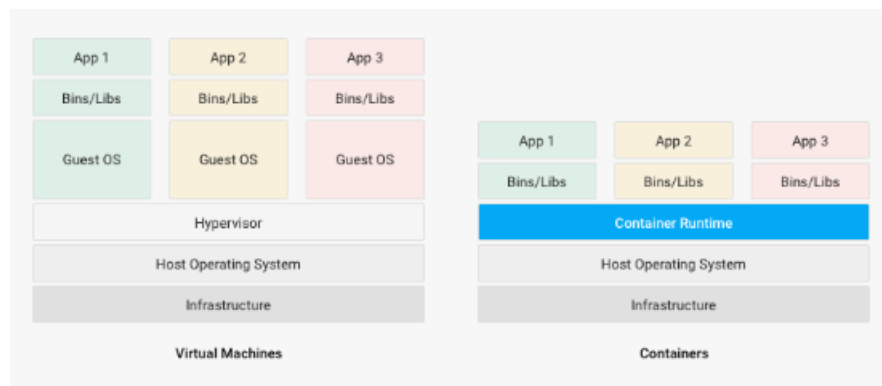 App 1
App 2
App 3
Bins/Libs
Bins/Libs
Bins/Libs
Guest OS
Guest OS
Guest OS
Hypervisor
Host Operating System
Infrastructure
Virtual Machines
App 1
App 2
App 3
Bins/Libs
Bins/Libs
Bins/Libs
Container Runtime
Host Operating System
Infrastructure
Containers